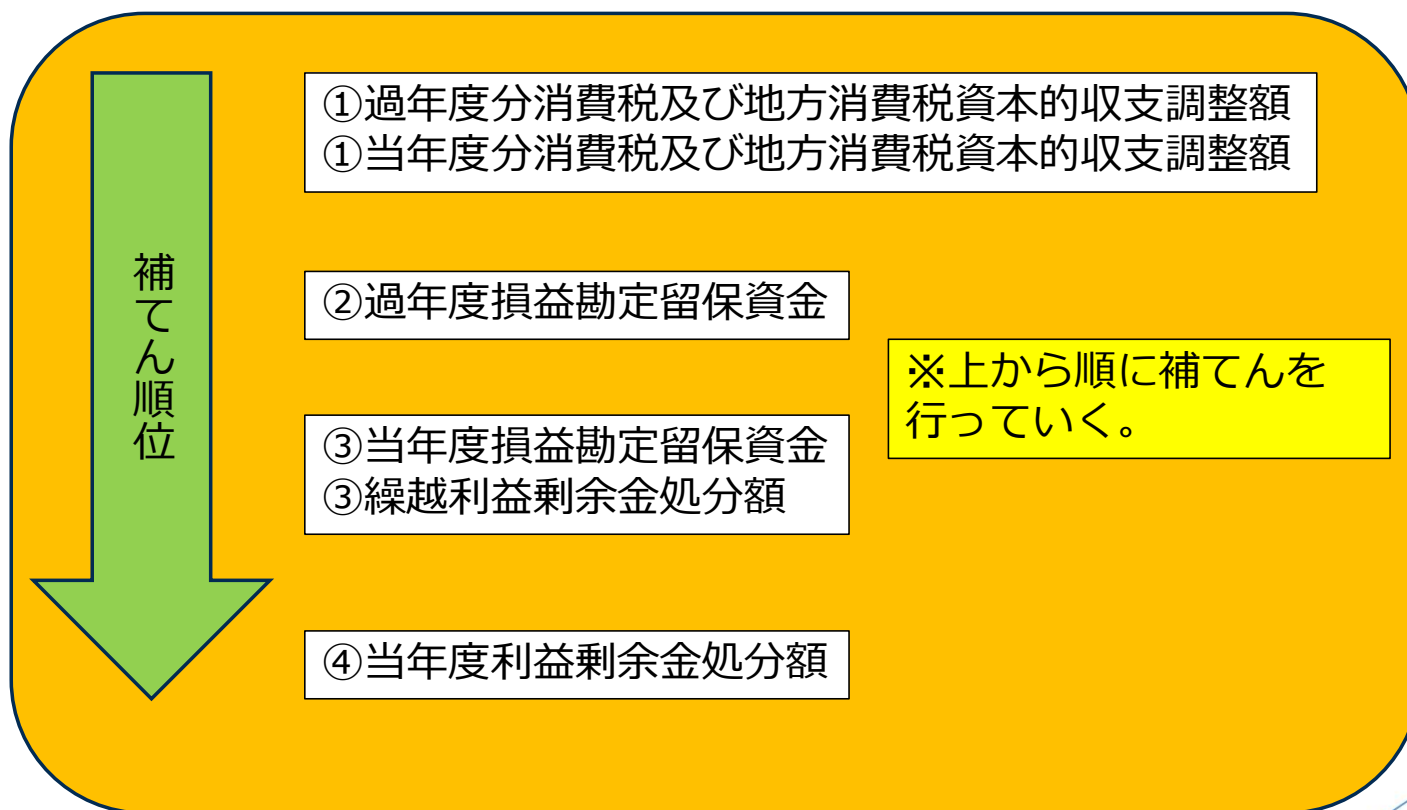 補てん順位
①過年度分消費税及び地方消費税資本的収支調整額
①当年度分消費税及び地方消費税資本的収支調整額
②過年度損益勘定留保資金
③当年度損益勘定留保資金
③繰越利益剰余金処分額
※上から順に補てんを
行っていく。
④当年度利益剰余金処分額